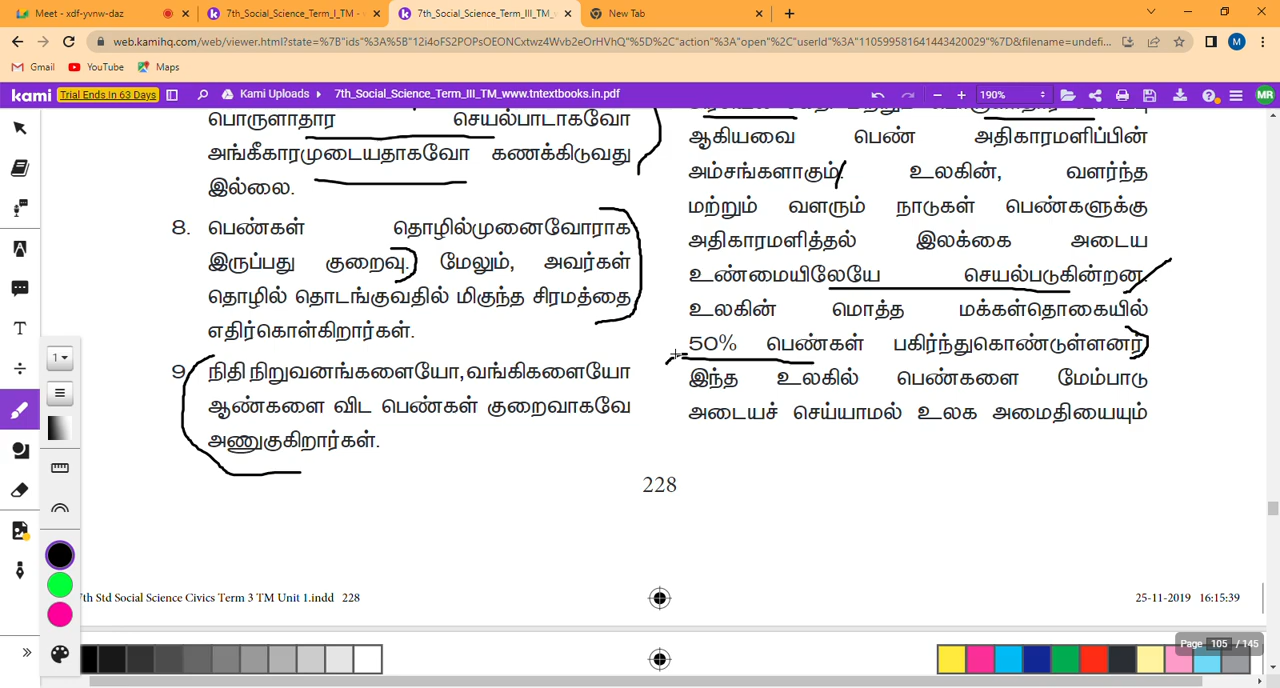 Meet - xdf-yvnw-daz
7th_Social_Science_Term_I_TM -
7th_Social_Science_Term_III_TM_
New Tab
web.kamihq.com/web/viewer.html?state=%7B"ids"%3A%5B"12i4oFS2POPsOEONCxtwz4Wvb2eOrHVhQ"%5D%2C"action"%3A"open"%2C"userId"%3A"110599581641443420029"%7D&filename=undefi...
Gmail
YouTube
Maps
kami
Trial Ends In 63 Days
Kami Uploads
7th_Social_Science_Term_III_TM_www.tntextbooks.in.pdf
190%
MR
பொருளாதார செயல்பாடாகவோ
அங்கீகாரமுடையதாகவோ கணக்கிடுவது
இல்லை.
8. பெண்கள் தொழில்முனைவோராக
இருப்பது குறைவு. மேலும், அவர்கள்
தொழில் தொடங்குவதில் மிகுந்த சிரமத்தை
எதிர்கொள்கிறார்கள்.
9 நிதி நிறுவனங்களையோ,வங்கிகளையோ
ஆண்களை விட பெண்கள் குறைவாகவே
அணுகுகிறார்கள்.
ஆகியவை பெண் அதிகாரமளிப்பின்
அம்சங்களாகும். உலகின், வளர்ந்த
மற்றும் வளரும் நாடுகள் பெண்களுக்கு
அதிகாரமளித்தல் இலக்கை அடைய
உண்மையிலேயே செயல்படுகின்றன.
உலகின் மொத்த மக்கள்தொகையில்
50% பெண்கள் பகிர்ந்துகொண்டுள்ளனர்
இந்த உலகில் பெண்களை மேம்பாடு
அடையச் செய்யாமல் உலக அமைதியையும்
228
7th Std Social Science Civics Term 3 TM Unit 1.indd 228
25-11-2019 16:15:39
Page 105 / 145